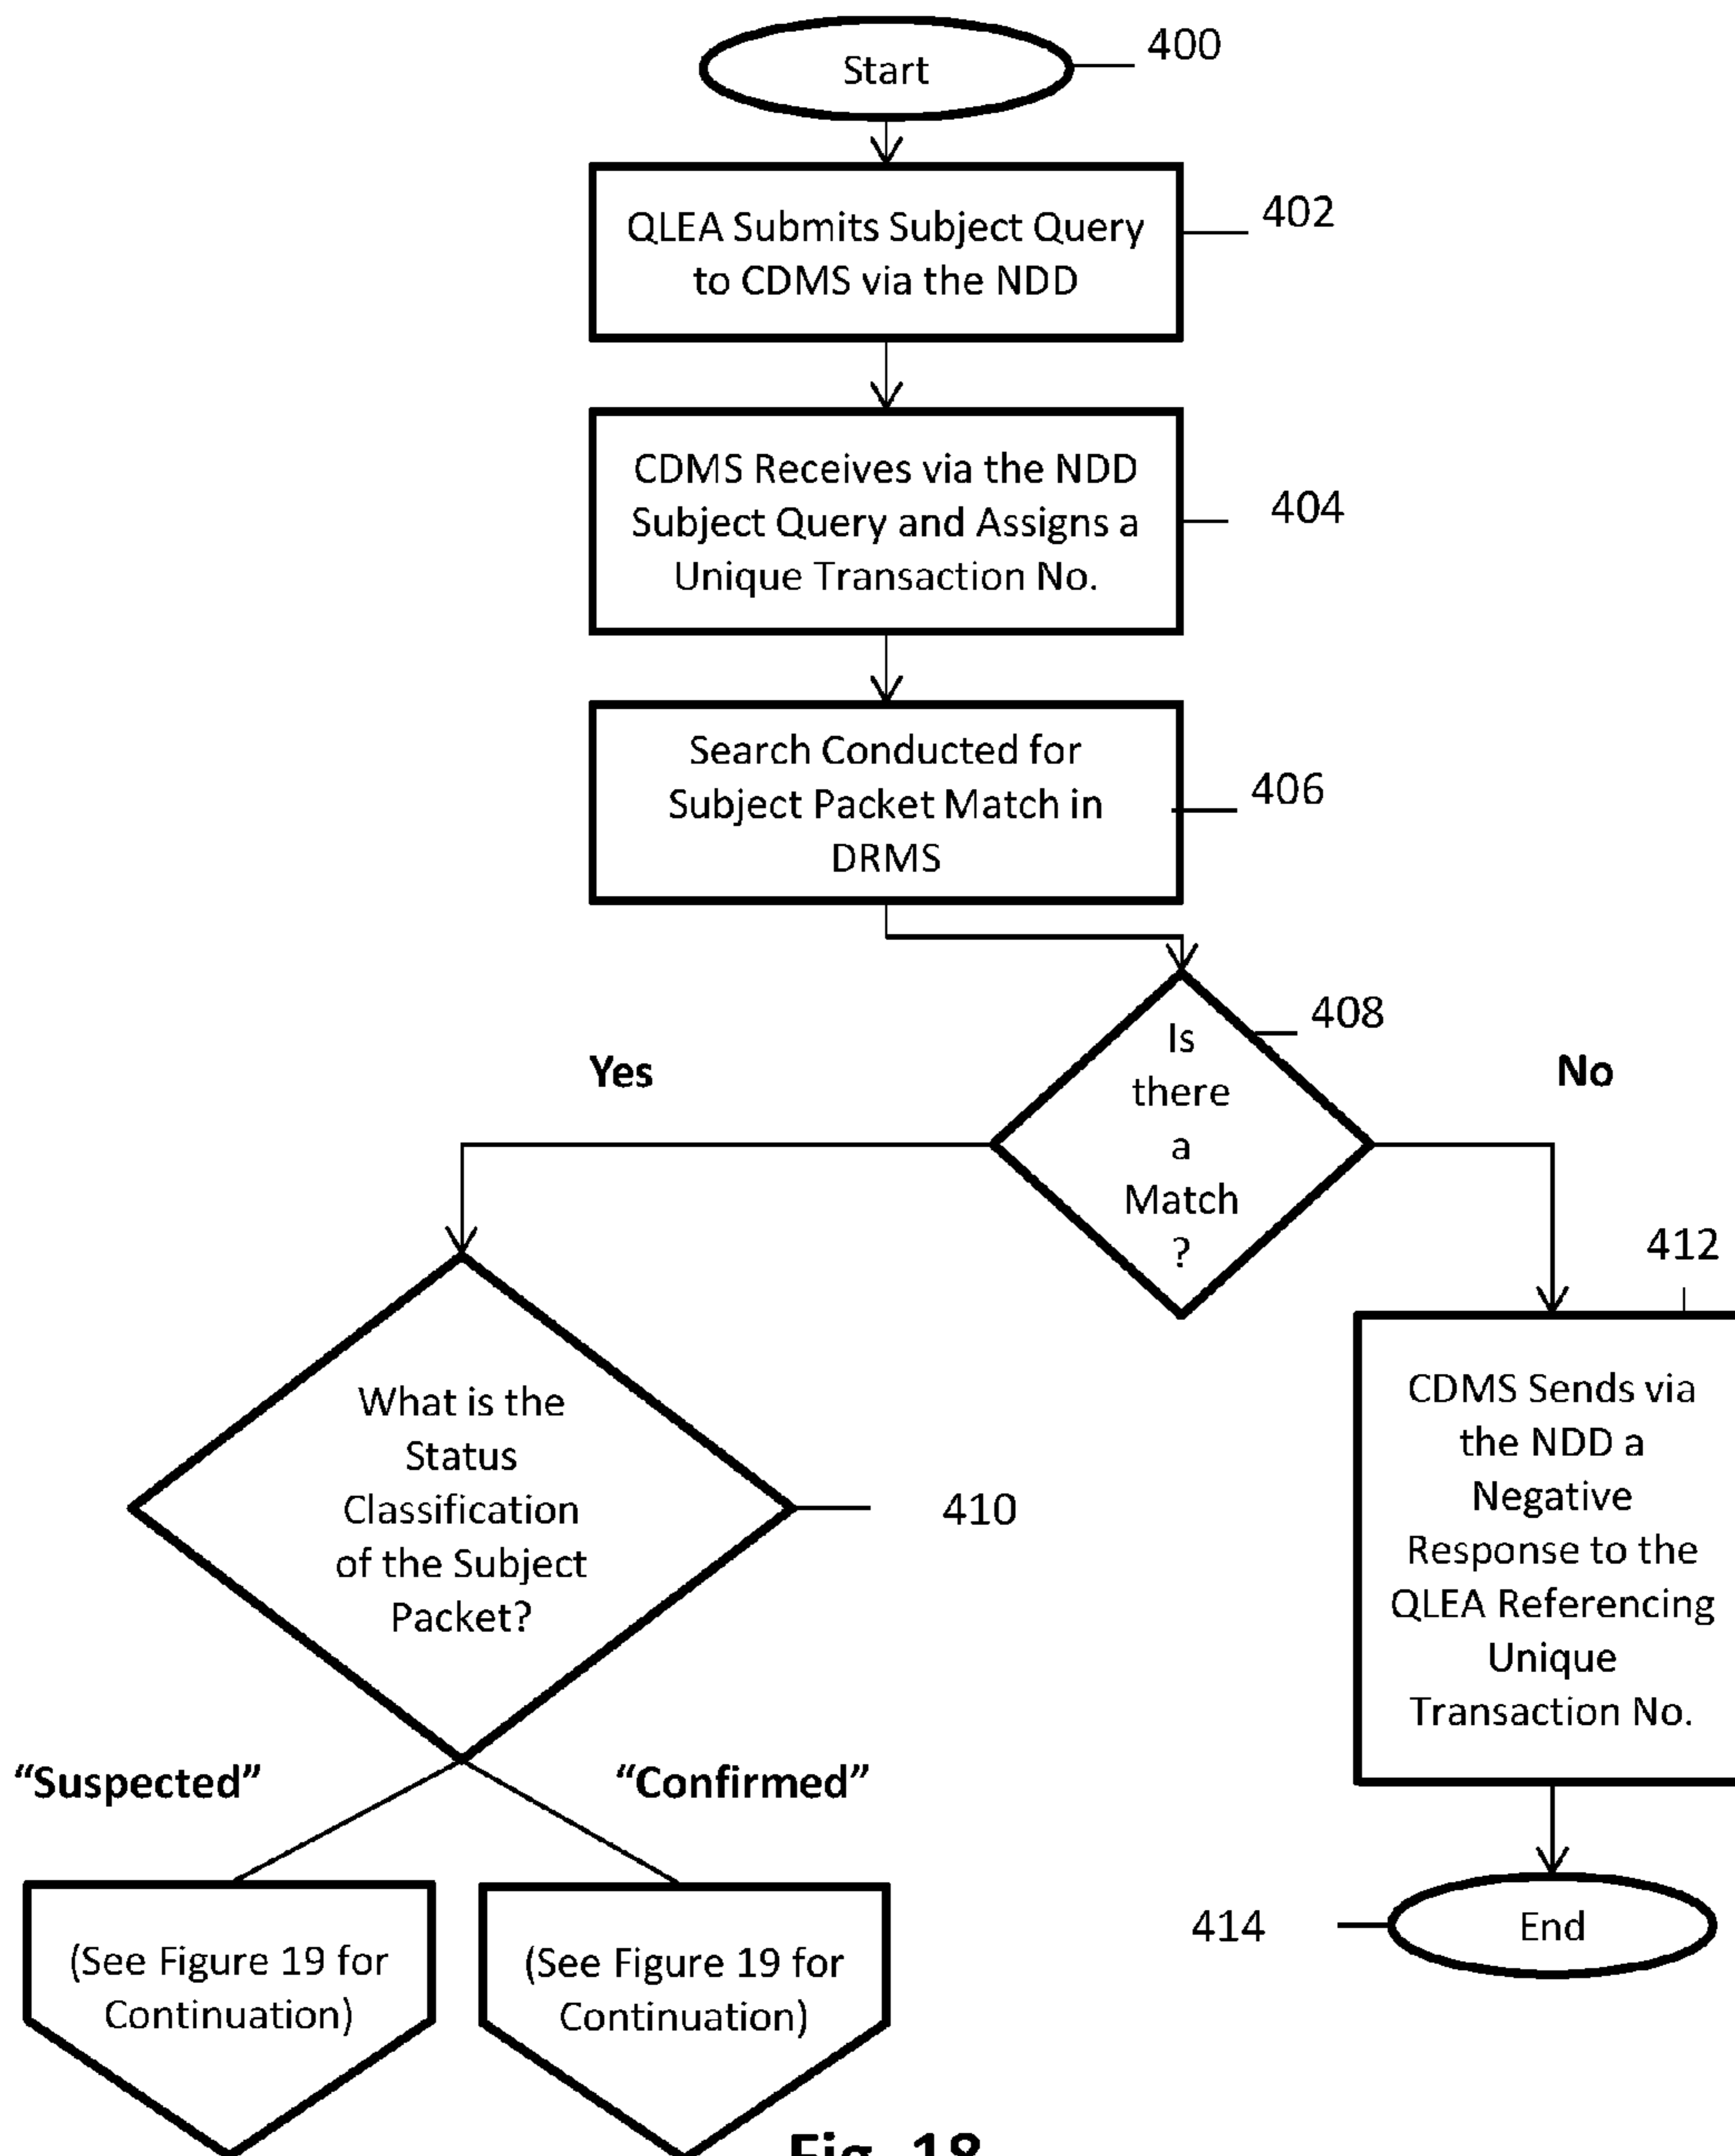 Start
400
QLEA Submits Subject Query
to CDMS via the NDD
402
CDMS Receives via the NDD
Subject Query and Assigns a
Unique Transaction No.
404
Search Conducted for
Subject Packet Match in
DRMS
406
Is
there
a
Match
?
408
Yes
No
412
What is the
Status
Classification
of the Subject
Packet?
410
CDMS Sends via
the NDD a
Negative
Response to the
QLEA Referencing
Unique
Transaction No.
“Suspected”
“Confirmed”
(See Figure 19 for
Continuation)
(See Figure 19 for
Continuation)
414
End
Fig. 18